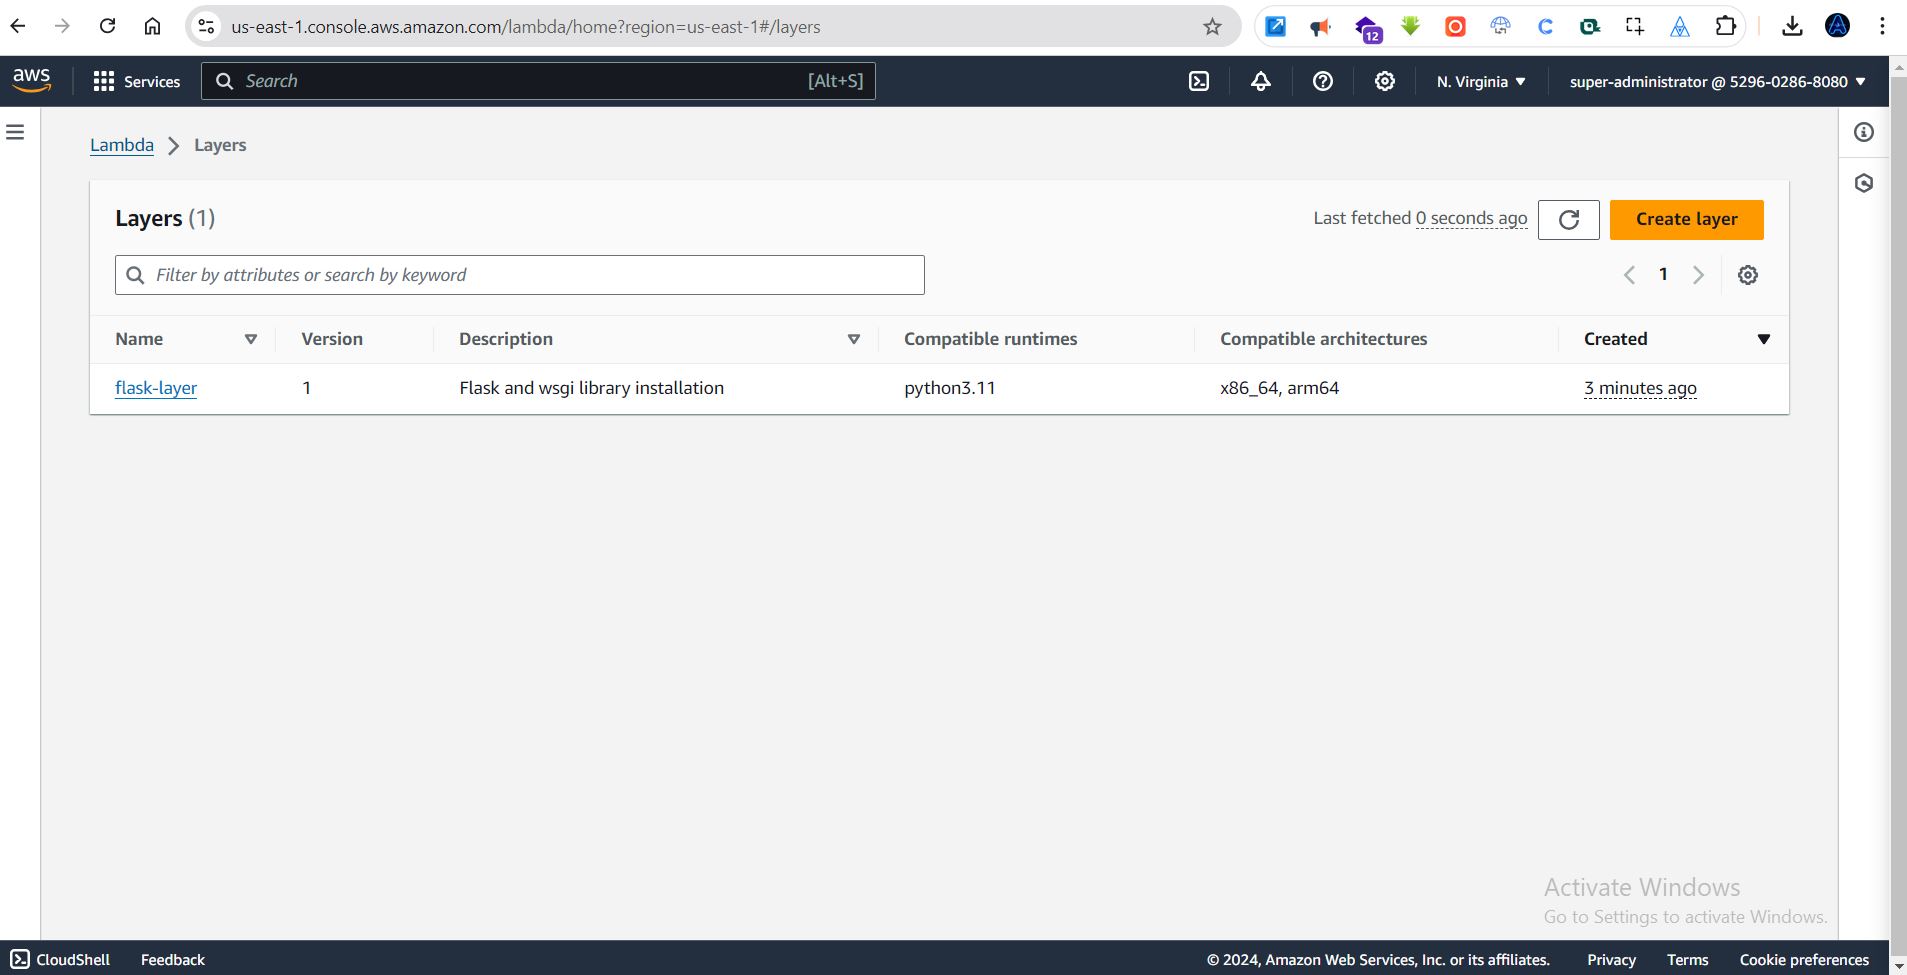 us-east-1.console.aws.amazon.com/lambda/home?region=us-east-1#/layers
12
aws
Services
Search
[Alt+S]
N. Virginia
super-administrator @ 5296-0286-8080
Lambda
Layers
Layers (1)
Last fetched 0 seconds ago
Create layer
Filter by attributes or search by keyword
1
Name
Version
Description
Compatible runtimes
Compatible architectures
Created
flask-layer
1
Flask and wsgi library installation
python3.11
x86_64, arm64
3 minutes ago
Activate Windows
Go to Settings to activate Windows.
CloudShell
Feedback
© 2024, Amazon Web Services, Inc. or its affiliates.
Privacy
Terms
Cookie preferences